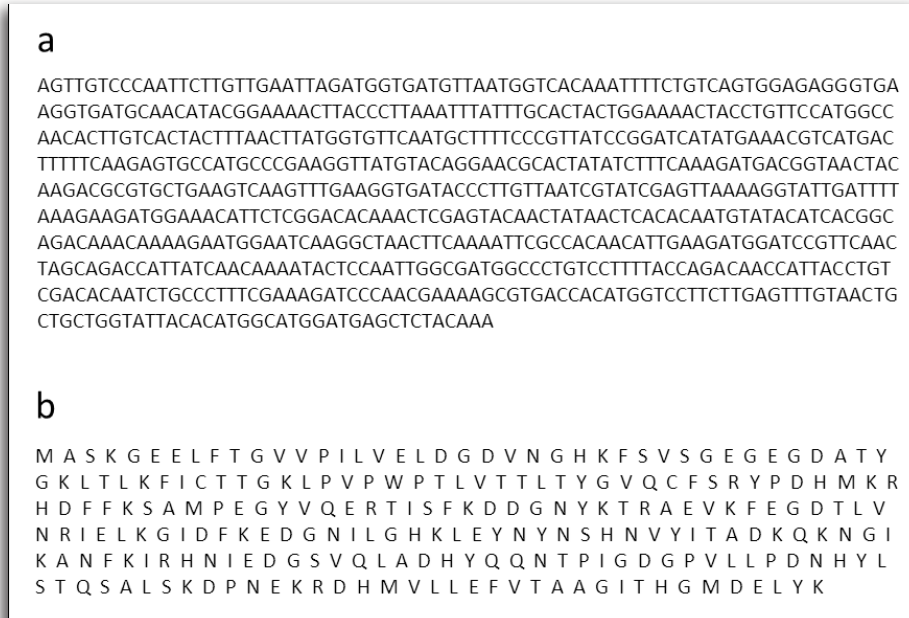 a
AGTTGTCCCAATTCTTGTTGAATTAGATGGTGATGTTAATGGTCACAAATTTTCTGTCAGTGGAGAGGGTGA
AGGTGATGCAACATACGGAAAACTTACCCTTAAATTTATTTGCACTACTGGAAAACTACCTGTTCCATGGCC
AACACTTGTCACTACTTTAACTTATGGTGTTCAATGCTTTTCCCGTTATCCGGATCATATGAAACGTCATGAC
TTTTTCAAGAGTGCCATGCCCGAAGGTTATGTACAGGAACGCACTATATCTTTCAAAGATGACGGTAACTAC
AAGACGCGTGCTGAAGTCAAGTTTGAAGGTGATACCCTTGTTAATCGTATCGAGTTAAAAGGTATTGATTTT
AAAGAAGATGGAAACATTCTCGGACACAAACTCGAGTACAACTATAACTCACACAATGTATACATCACGGC
AGACAAACAAAAGAATGGAATCAAGGCTAACTTCAAAATTCGCCACAACATTGAAGATGGATCCGTTCAAC
TAGCAGACCATTATCAACAAAATACTCCAATTGGCGATGGCCCTGTCCTTTTACCAGACAACCATTACCTGT
CGACACAATCTGCCCTTTCGAAAGATCCCAACGAAAAGCGTGACCACATGGTCCTTCTTGAGTTTGTAACTG
CTGCTGGTATTACACATGGCATGGATGAGCTCTACAAA
b
M A S K G E E L F T G V V P I L V E L D G D V N G H K F S V S G E G E G D A T Y
G K L T L K F I C T T G K L P V P W P T L V T T L T Y G V Q C F S R Y P D H M K R
H D F F K S A M P E G Y V Q E R T I S F K D D G N Y K T R A E V K F E G D T L V
N R I E L K G I D F K E D G N I L G H K L E Y N Y N S H N V Y I T A D K Q K N G I
K A N F K I R H N I E D G S V Q L A D H Y Q Q N T P I G D G P V L L P D N H Y L
S T Q S A L S K D P N E K R D H M V L L E F V T A A G I T H G M D E L Y K